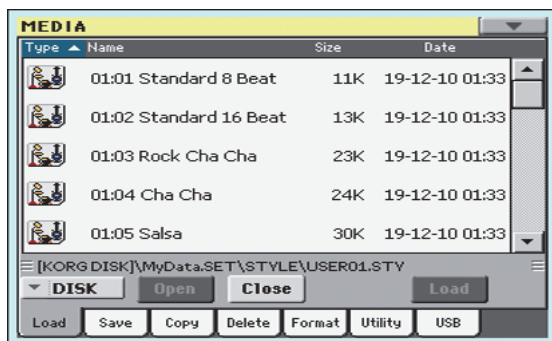 MEDIA
Type Name Size Date
01:01 Standard 8 Beat 11K 19-12-10 01:33
01:02 Standard 16 Beat 13K 19-12-10 01:33
01:03 Rock Cha Cha 23K 19-12-10 01:33
01:04 Cha Cha 24K 19-12-10 01:33
01:05 Salsa 30K 19-12-10 01:33
[KORG DISK]\MyData.SET\STYLE\USER01.STY
DISK Open Close Load
Load Save Copy Delete Format Utility USB